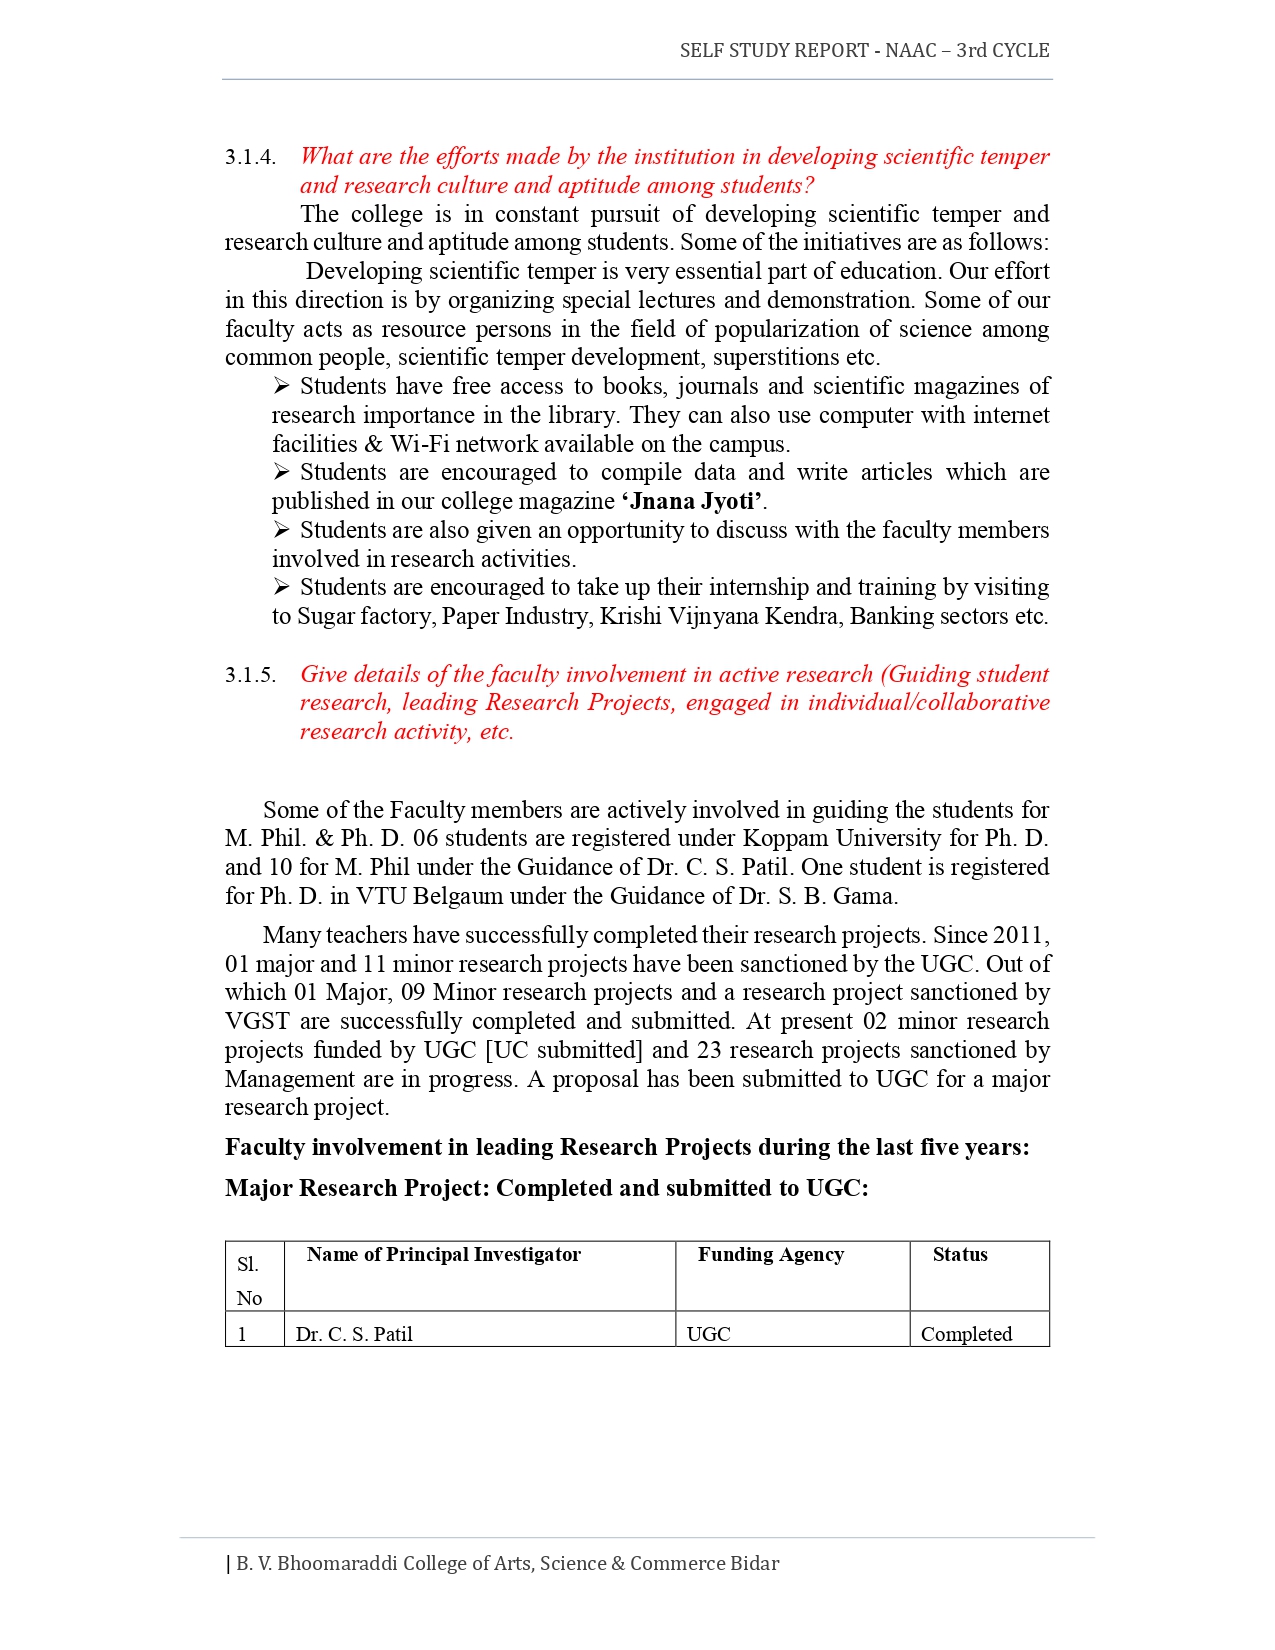 SELF STUDY REPORT - NAAC – 3rd CYCLE
3.1.4. What are the efforts made by the institution in developing scientific temper
and research culture and aptitude among students?
The college is in constant pursuit of developing scientific temper and
research culture and aptitude among students. Some of the initiatives are as follows:
Developing scientific temper is very essential part of education. Our effort
in this direction is by organizing special lectures and demonstration. Some of our
faculty acts as resource persons in the field of popularization of science among
common people, scientific temper development, superstitions etc.
➢ Students have free access to books, journals and scientific magazines of
research importance in the library. They can also use computer with internet
facilities & Wi-Fi network available on the campus.
➢ Students are encouraged to compile data and write articles which are
published in our college magazine ‘Jnana Jyoti’.
➢ Students are also given an opportunity to discuss with the faculty members
involved in research activities.
➢ Students are encouraged to take up their internship and training by visiting
to Sugar factory, Paper Industry, Krishi Vijnyana Kendra, Banking sectors etc.
3.1.5. Give details of the faculty involvement in active research (Guiding student
research, leading Research Projects, engaged in individual/collaborative
research activity, etc.
Some of the Faculty members are actively involved in guiding the students for
M. Phil. & Ph. D. 06 students are registered under Koppam University for Ph. D.
and 10 for M. Phil under the Guidance of Dr. C. S. Patil. One student is registered
for Ph. D. in VTU Belgaum under the Guidance of Dr. S. B. Gama.
Many teachers have successfully completed their research projects. Since 2011,
01 major and 11 minor research projects have been sanctioned by the UGC. Out of
which 01 Major, 09 Minor research projects and a research project sanctioned by
VGST are successfully completed and submitted. At present 02 minor research
projects funded by UGC [UC submitted] and 23 research projects sanctioned by
Management are in progress. A proposal has been submitted to UGC for a major
research project.
Faculty involvement in leading Research Projects during the last five years:
Major Research Project: Completed and submitted to UGC:
Sl. No Name of Principal Investigator Funding Agency Status
1 Dr. C. S. Patil UGC Completed
| B. V. Bhoomaraddi College of Arts, Science & Commerce Bidar